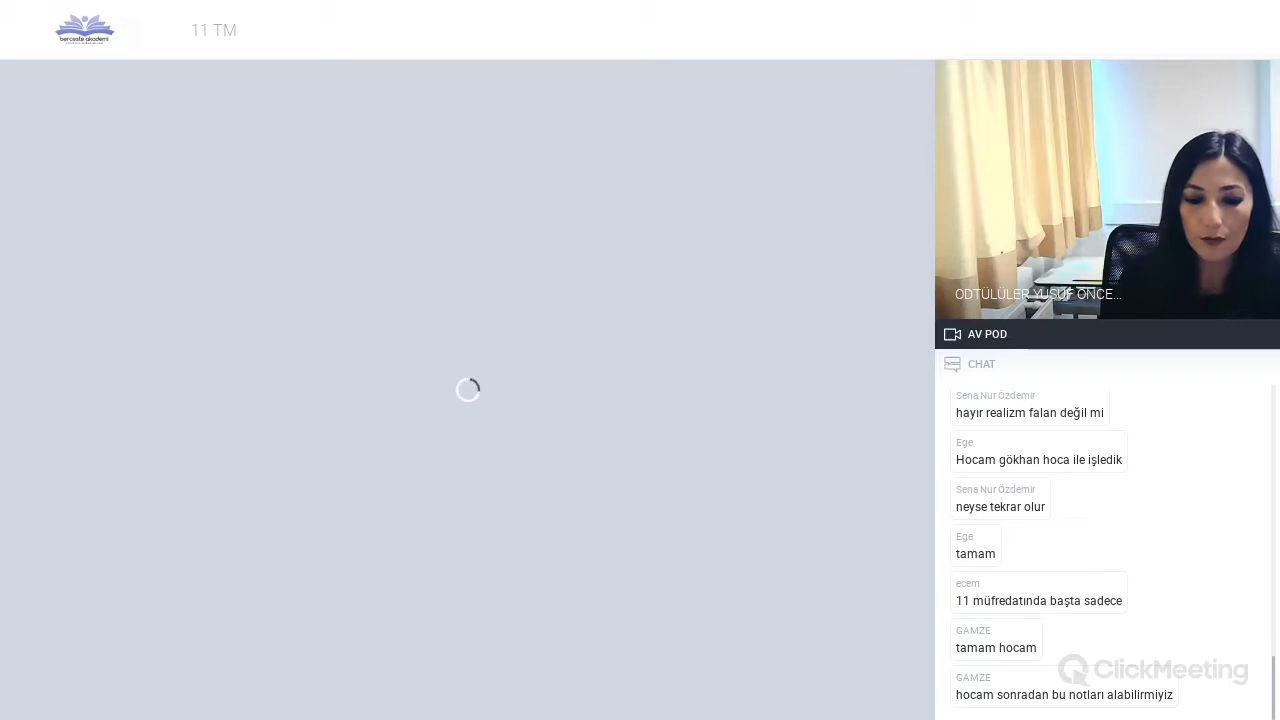 berceste akademi
11 TM
ODTÜLÜLER YUSUF ÖNCE...
AV POD
CHAT
Sena Nur Özdemir
hayır realizm falan değil mi
Ege
Hocam gökhan hoca ile işledik
Sena Nur Özdemir
neyse tekrar olur
Ege
tamam
ecem
11 müfredatında başta sadece
GAMZE
tamam hocam
GAMZE
hocam sonradan bu notları alabilirmiyiz
ClickMeeting